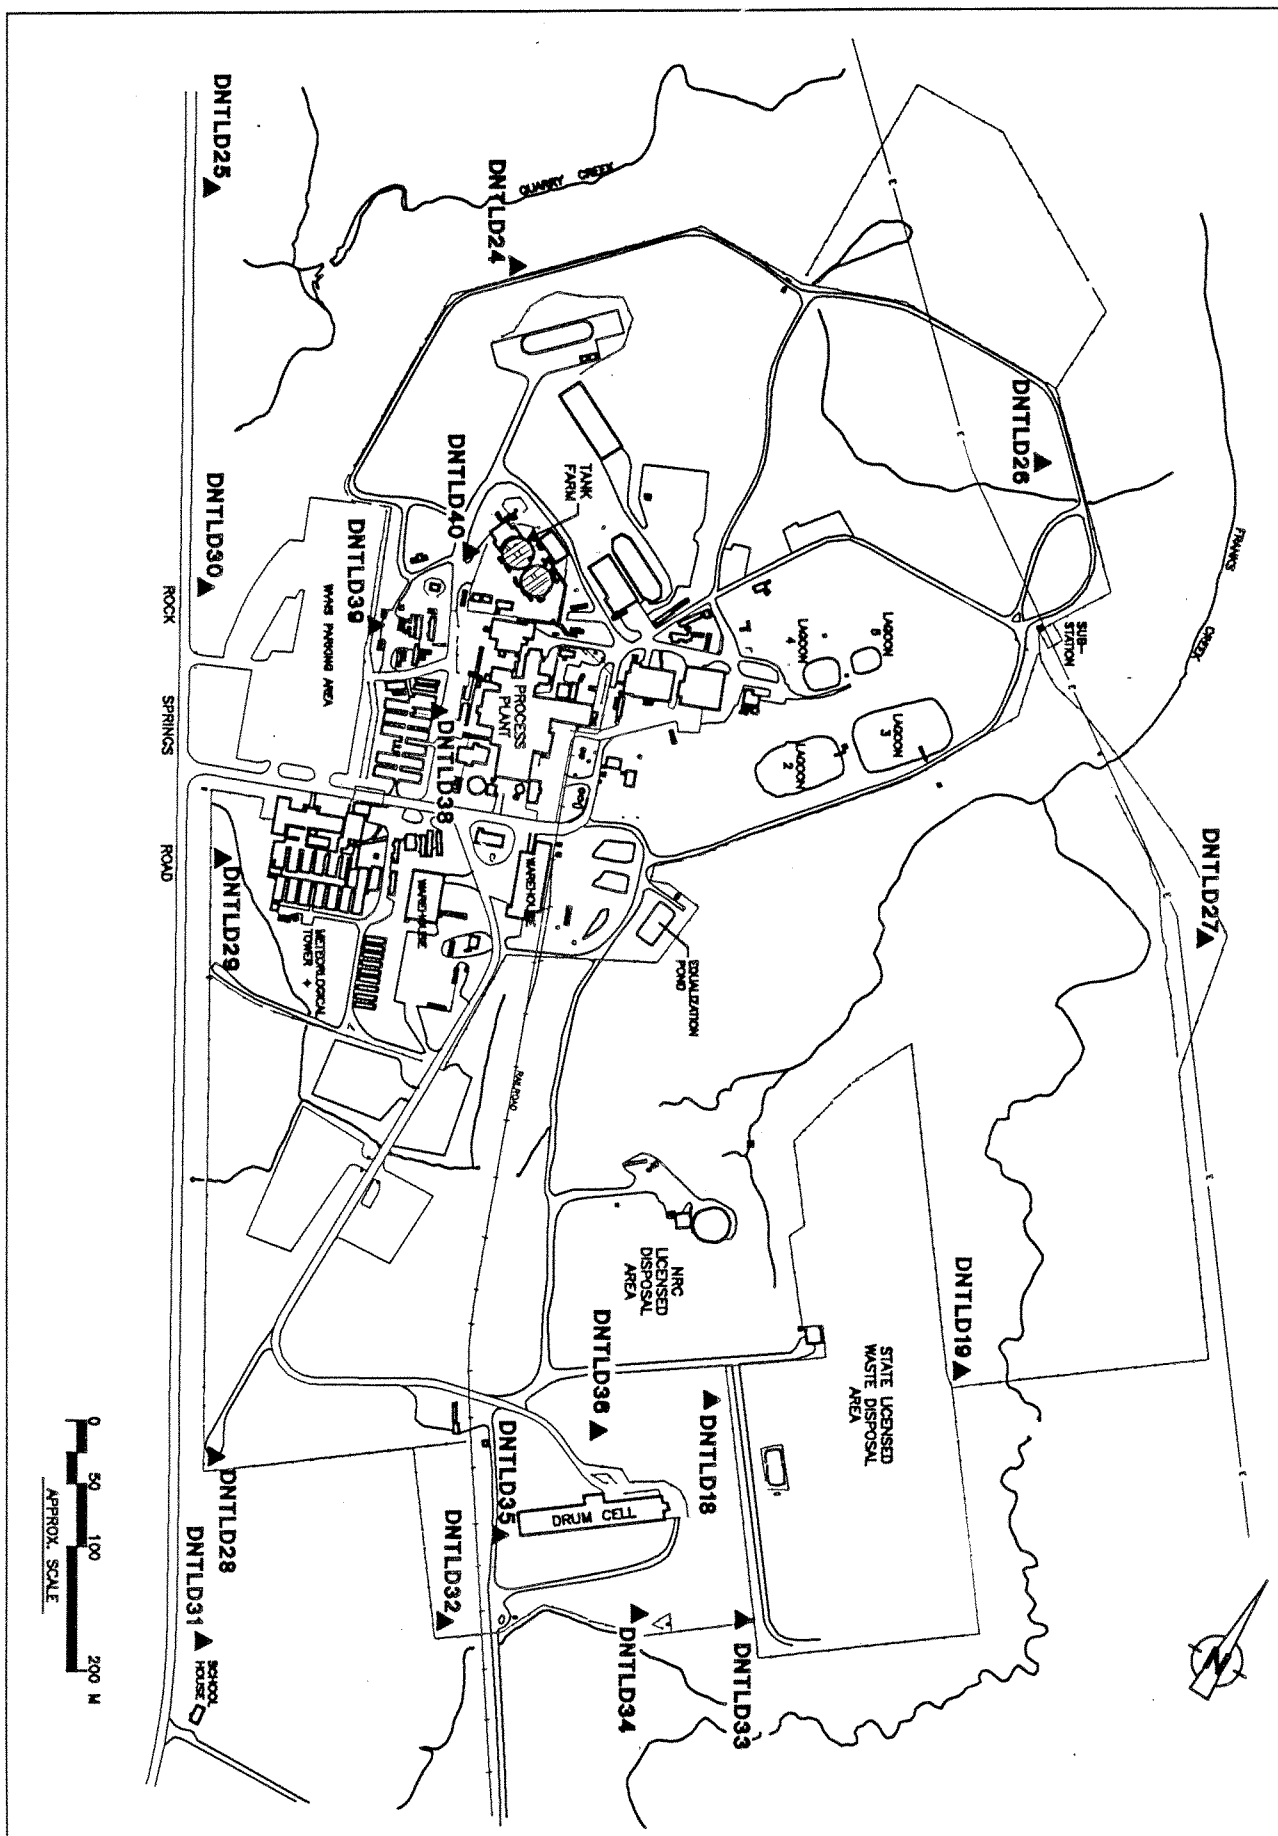 DNTLD25
DNTLD24
QUARRY CREEK
DNTLD26
DNTLD30
DNTLD40
DNTLD39
TANK
FARM
FRANKS
CREEK
ROCK
SPRINGS
ROAD
WVNS PARKING AREA
PROCESS
PLANT
DNTLD38
LAGOON
4
LAGOON
5
LAGOON
3
LAGOON
2
SUB-
STATION
DNTLD27
DNTLD29
WAREHOUSE
WAREHOUSE
METEOROLOGICAL
TOWER +
EQUALIZATION
POND
RAILROAD
NRC
LICENSED
DISPOSAL
AREA
STATE LICENSED
WASTE DISPOSAL
AREA
DNTLD19
DNTLD36
DNTLD18
DNTLD35
DRUM CELL
DNTLD28
DNTLD32
DNTLD31
SCHOOL
HOUSE
DNTLD34
DNTLD33
N
0 50 100 200 M
APPROX. SCALE